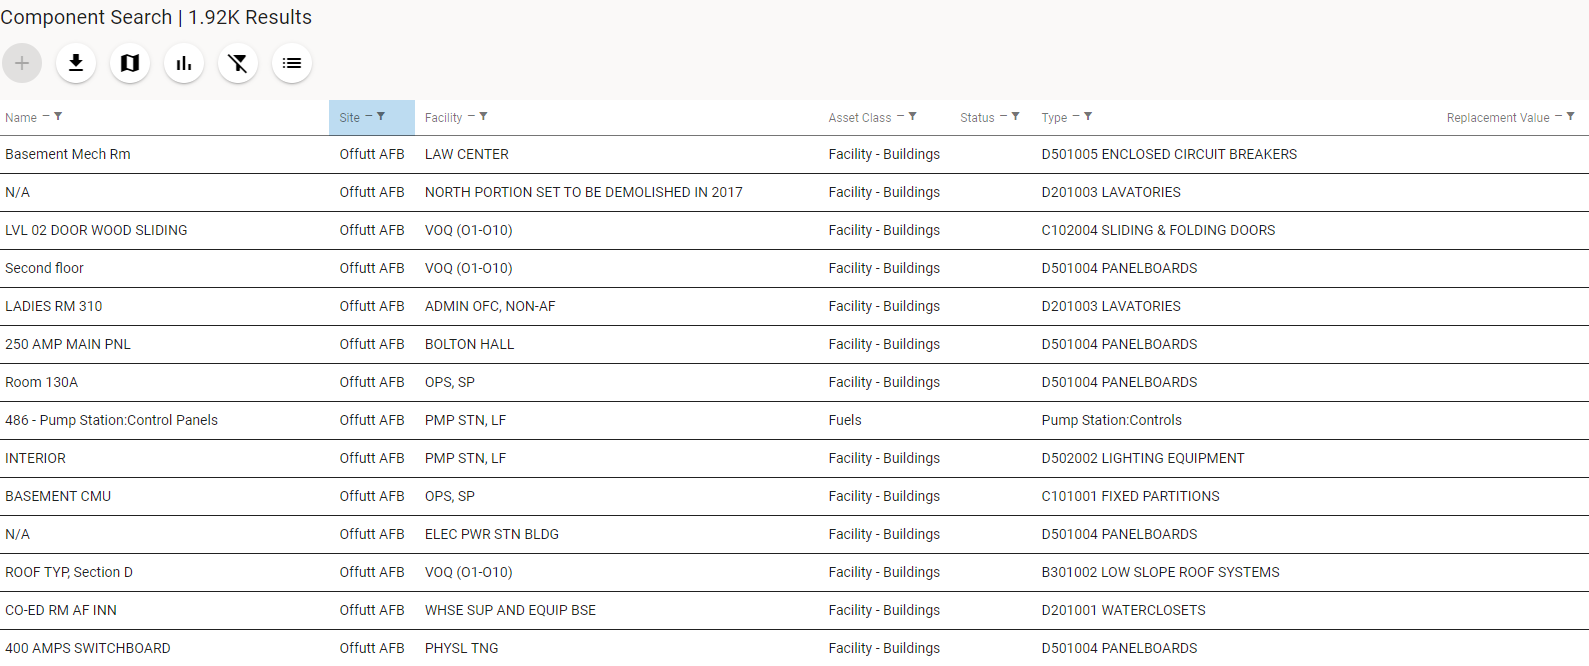 Component Search | 1.92K Results
Name Site Facility Asset Class Status Type Replacement Value
Basement Mech Rm Offutt AFB LAW CENTER Facility - Buildings D501005 ENCLOSED CIRCUIT BREAKERS
N/A Offutt AFB NORTH PORTION SET TO BE DEMOLISHED IN 2017 Facility - Buildings D201003 LAVATORIES
LVL 02 DOOR WOOD SLIDING Offutt AFB VOQ (O1-O10) Facility - Buildings C102004 SLIDING & FOLDING DOORS
Second floor Offutt AFB VOQ (O1-O10) Facility - Buildings D501004 PANELBOARDS
LADIES RM 310 Offutt AFB ADMIN OFC, NON-AF Facility - Buildings D201003 LAVATORIES
250 AMP MAIN PNL Offutt AFB BOLTON HALL Facility - Buildings D501004 PANELBOARDS
Room 130A Offutt AFB OPS, SP Facility - Buildings D501004 PANELBOARDS
486 - Pump Station:Control Panels Offutt AFB PMP STN, LF Fuels Pump Station:Controls
INTERIOR Offutt AFB PMP STN, LF Facility - Buildings D502002 LIGHTING EQUIPMENT
BASEMENT CMU Offutt AFB OPS, SP Facility - Buildings C101001 FIXED PARTITIONS
N/A Offutt AFB ELEC PWR STN BLDG Facility - Buildings D501004 PANELBOARDS
ROOF TYP, Section D Offutt AFB VOQ (O1-O10) Facility - Buildings B301002 LOW SLOPE ROOF SYSTEMS
CO-ED RM AF INN Offutt AFB WHSE SUP AND EQUIP BSE Facility - Buildings D201001 WATERCLOSETS
400 AMPS SWITCHBOARD Offutt AFB PHYSL TNG Facility - Buildings D501004 PANELBOARDS